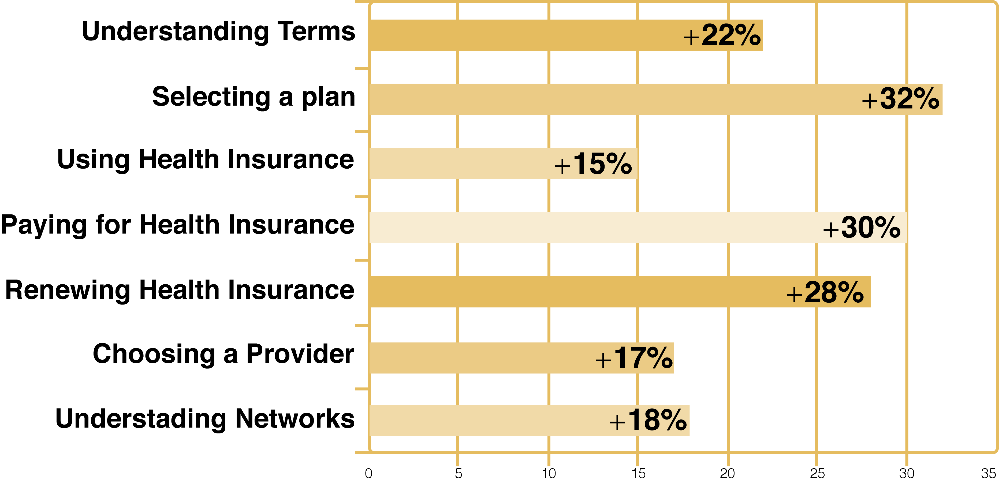 Understanding Terms
+22%
Selecting a plan
+32%
Using Health Insurance
+15%
Paying for Health Insurance
+30%
Renewing Health Insurance
+28%
Choosing a Provider
+17%
Understading Networks
+18%
0 5 10 15 20 25 30 35